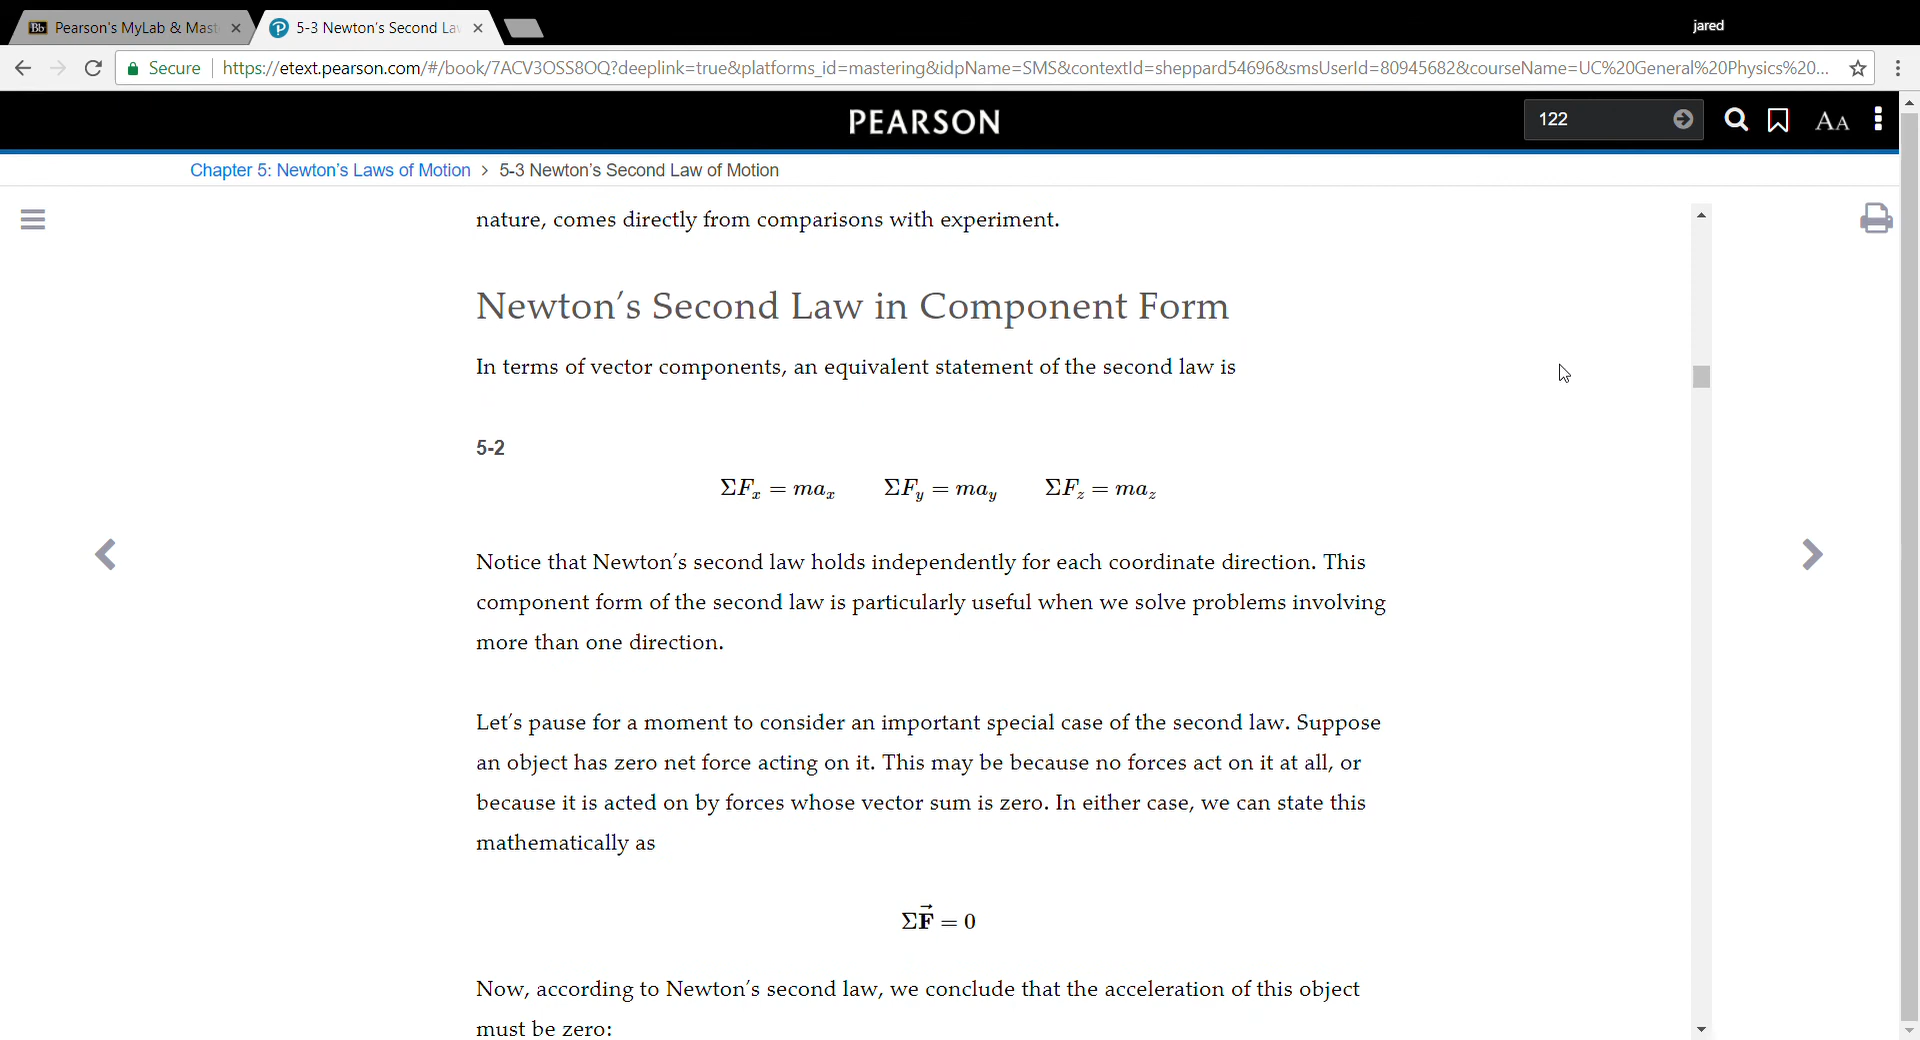 Bb Pearson's MyLab & Mast
5-3 Newton's Second La
jared
Secure https://etext.pearson.com/#/book/7ACV3OSS8OQ?deeplink=true&platforms_id=mastering&idpName=SMS&contextId=sheppard54696&smsUserId=80945682&courseName=UC%20General%20Physics%20...
PEARSON
122
AA
Chapter 5: Newton's Laws of Motion > 5-3 Newton's Second Law of Motion
nature, comes directly from comparisons with experiment.
Newton's Second Law in Component Form
In terms of vector components, an equivalent statement of the second law is
5-2
ΣFₓ = maₓ ΣF_y = ma_y ΣF_z = ma_z
Notice that Newton's second law holds independently for each coordinate direction. This
component form of the second law is particularly useful when we solve problems involving
more than one direction.
Let's pause for a moment to consider an important special case of the second law. Suppose
an object has zero net force acting on it. This may be because no forces act on it at all, or
because it is acted on by forces whose vector sum is zero. In either case, we can state this
mathematically as
ΣF⃗ = 0
Now, according to Newton's second law, we conclude that the acceleration of this object
must be zero: